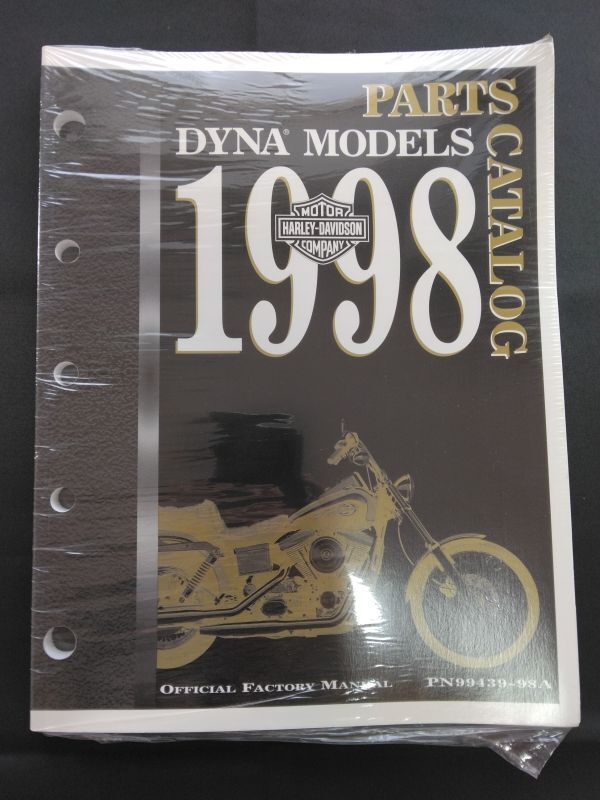 PARTS
CATALOG
DYNA® MODELS
1998
MOTOR
HARLEY-DAVIDSON
COMPANY
OFFICIAL FACTORY MANUAL
PN99439-98A